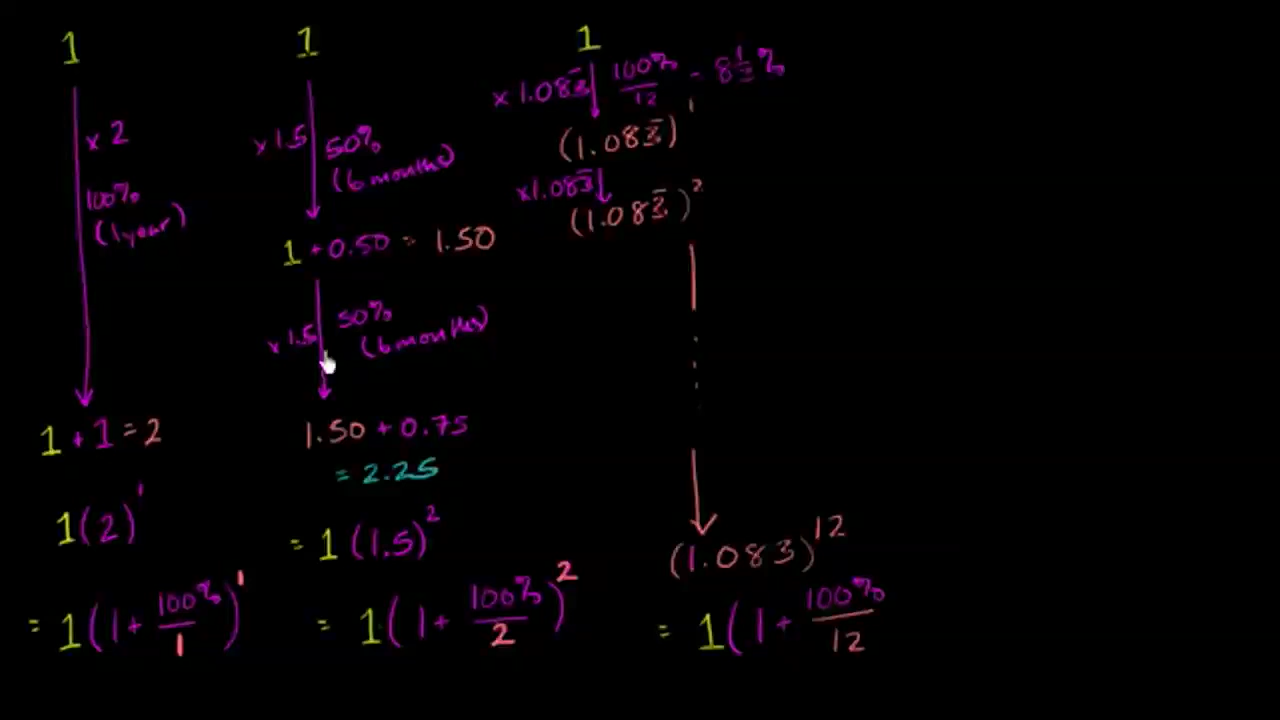 1
x 2
100%
(1 year)
1 + 1 = 2
1(2)^1
= 1(1 + 100%/1)^1
1
x 1.5
50%
(6 months)
1 + 0.50 = 1.50
x 1.5
50%
(6 months)
1.50 + 0.75
= 2.25
= 1(1.5)^2
= 1(1 + 100%/2)^2
1
x 1.083̅
100%/12 - 8 1/3 %
(1.083̅)^1
x 1.083̅
(1.083̅)^2
(1.083)^12
= 1(1 + 100%/12